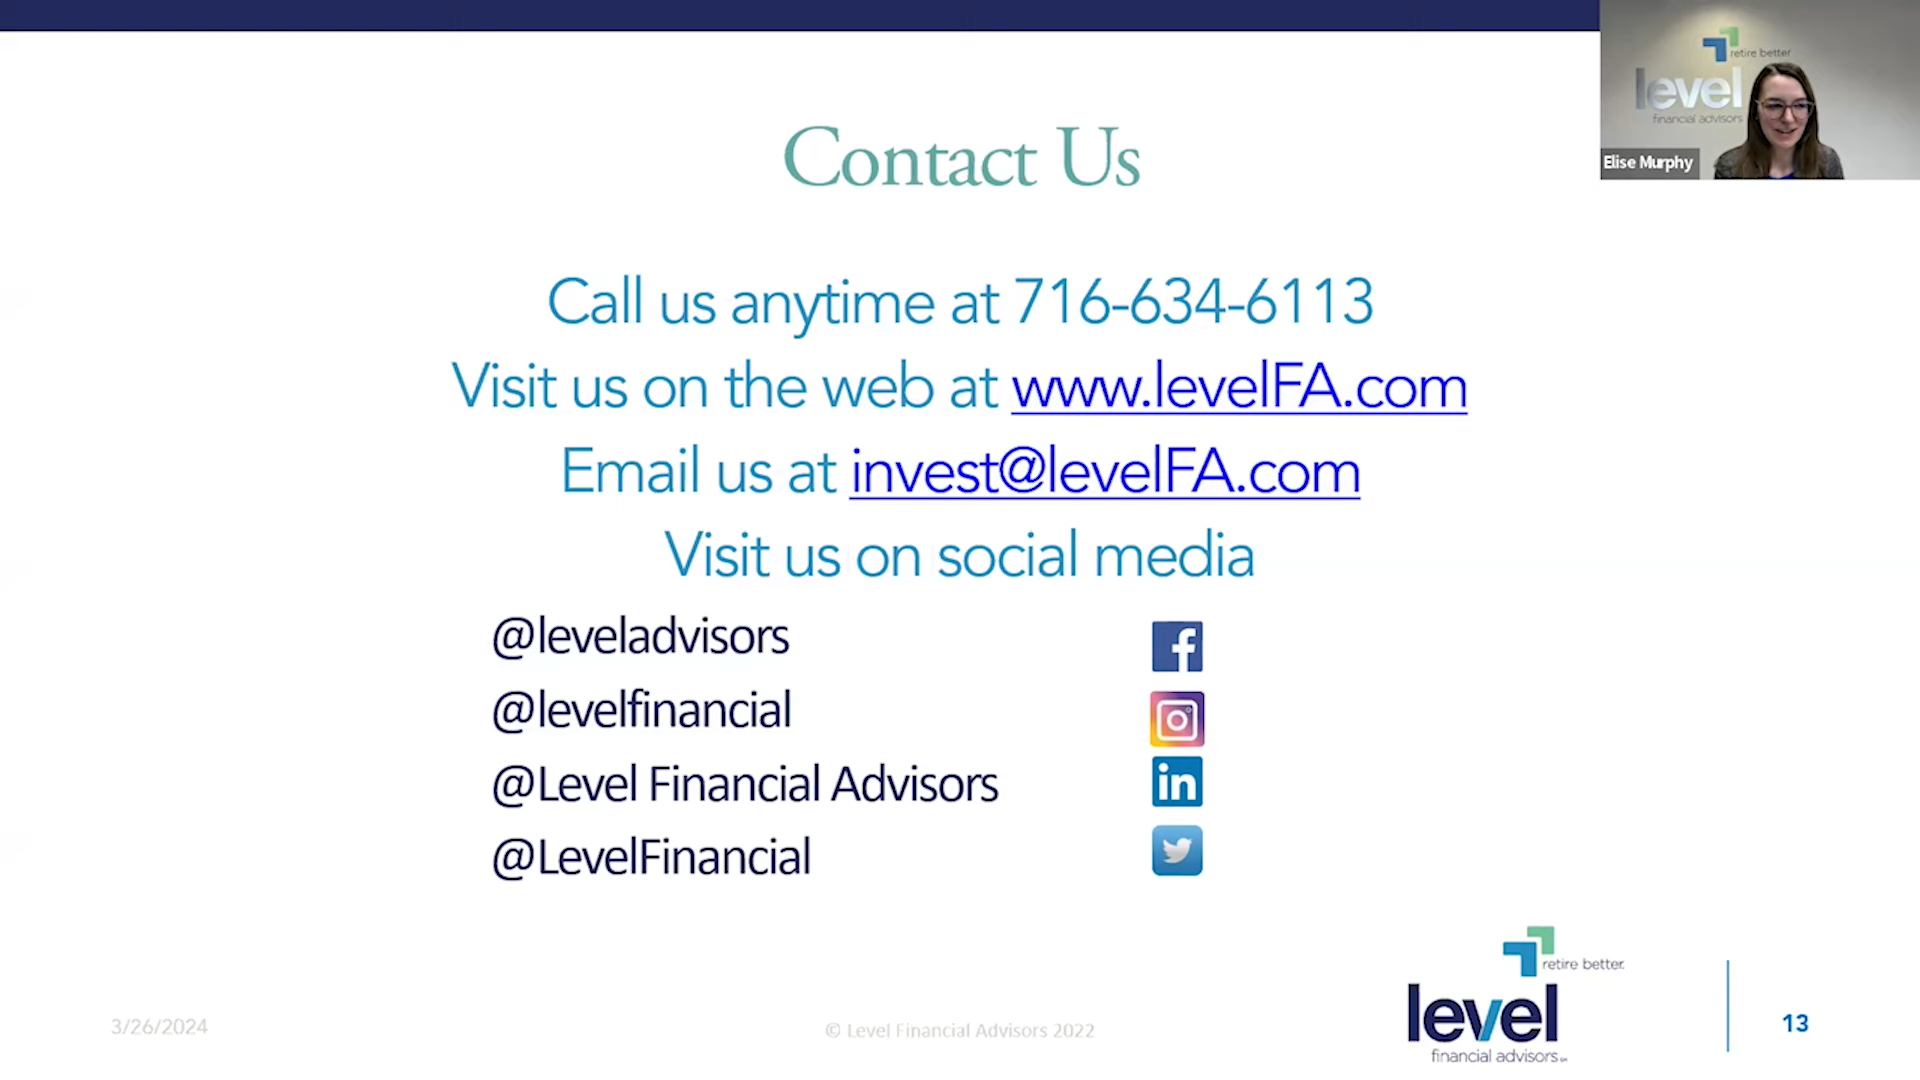 retire better
level
financial advisors
Elise Murphy
Contact Us
Call us anytime at 716-634-6113
Visit us on the web at www.levelFA.com
Email us at invest@levelFA.com
Visit us on social media
@leveladvisors
@levelfinancial
@Level Financial Advisors
@LevelFinancial
retire better.
level
financial advisors
3/26/2024
© Level Financial Advisors 2022
13